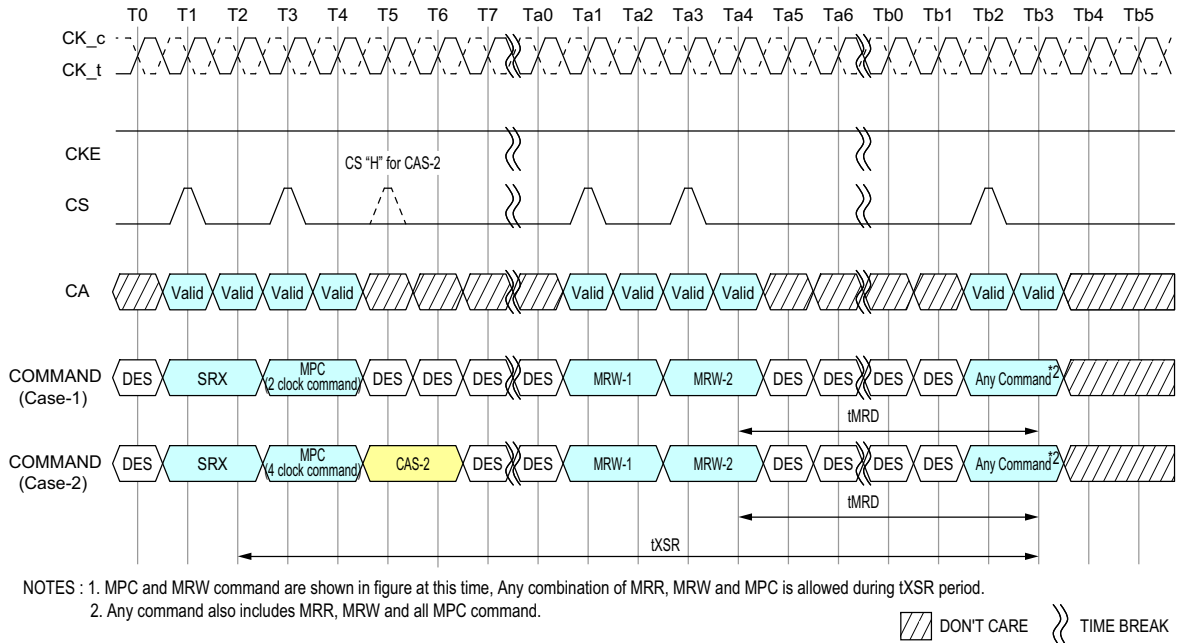 T0 T1 T2 T3 T4 T5 T6 T7 Ta0 Ta1 Ta2 Ta3 Ta4 Ta5 Ta6 Tb0 Tb1 Tb2 Tb3 Tb4 Tb5
CK_c
CK_t
CKE
CS "H" for CAS-2
CS
CA Valid Valid Valid Valid Valid Valid Valid Valid Valid Valid
COMMAND (Case-1) DES SRX MPC (2 clock command) DES DES DES DES MRW-1 MRW-2 DES DES DES DES Any Command*2
tMRD
COMMAND (Case-2) DES SRX MPC (4 clock command) CAS-2 DES DES MRW-1 MRW-2 DES DES DES DES Any Command*2
tMRD
tXSR
NOTES : 1. MPC and MRW command are shown in figure at this time, Any combination of MRR, MRW and MPC is allowed during tXSR period.
2. Any command also includes MRR, MRW and all MPC command.
DON'T CARE TIME BREAK